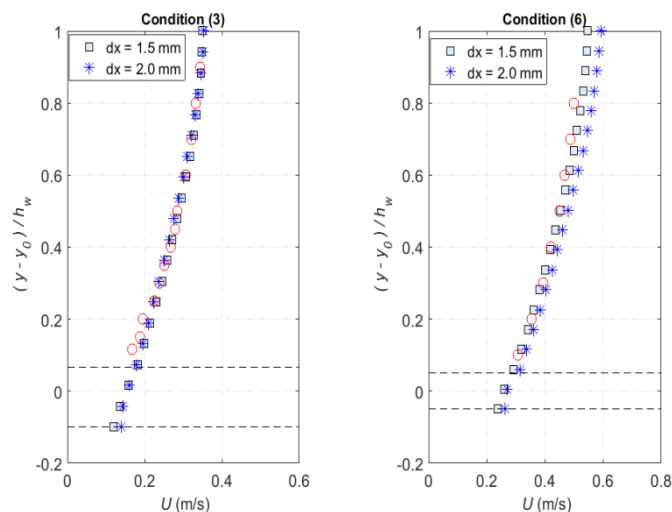 Condition (3)
dx = 1.5 mm
dx = 2.0 mm
( y - y₀ ) / h_w
1
0.8
0.6
0.4
0.2
0
-0.2
0
0.2
0.4
0.6
U (m/s)
Condition (6)
dx = 1.5 mm
dx = 2.0 mm
( y - y₀ ) / h_w
1
0.8
0.6
0.4
0.2
0
-0.2
0
0.2
0.4
0.6
0.8
U (m/s)